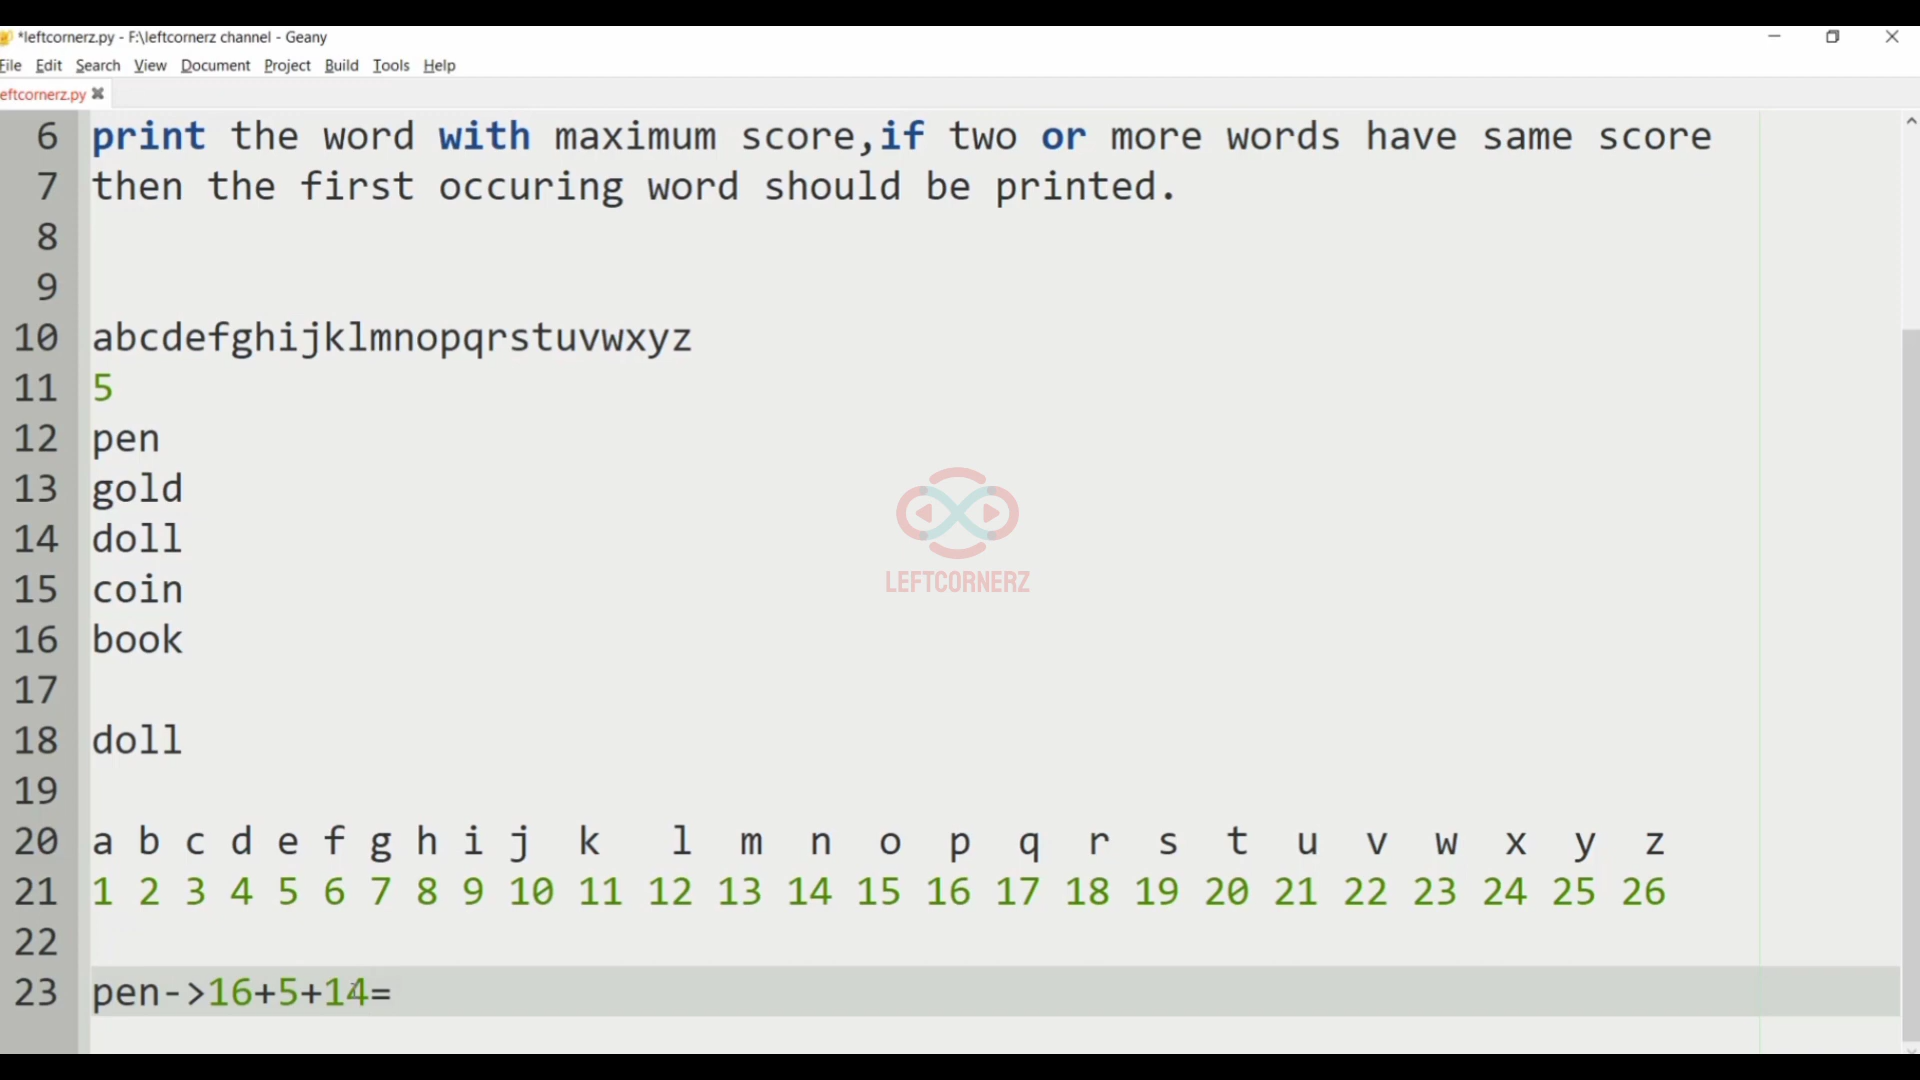 *leftcornerz.py - F:\leftcornerz channel - Geany
File Edit Search View Document Project Build Tools Help
eftcornerz.py
6 print the word with maximum score,if two or more words have same score
7 then the first occuring word should be printed.
8
9
10 abcdefghijklmnopqrstuvwxyz
11 5
12 pen
13 gold
14 doll
15 coin
16 book
LEFTCORNERZ
17
18 doll
19
20 a b c d e f g h i j k l m n o p q r s t u v w x y z
21 1 2 3 4 5 6 7 8 9 10 11 12 13 14 15 16 17 18 19 20 21 22 23 24 25 26
22
23 pen->16+5+14=